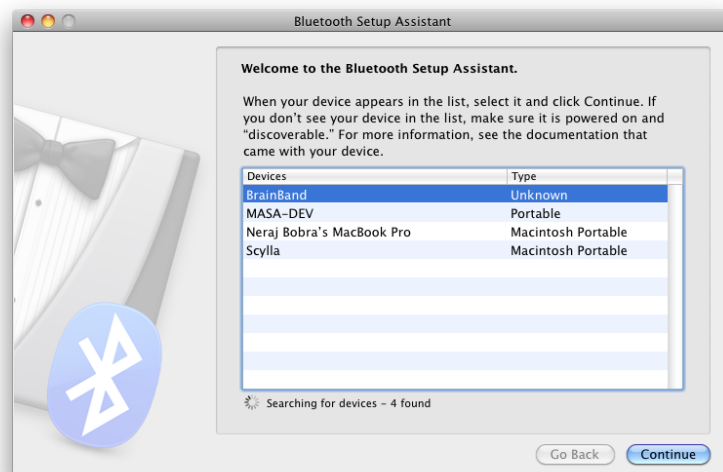 Bluetooth Setup Assistant
Welcome to the Bluetooth Setup Assistant.
When your device appears in the list, select it and click Continue. If
you don't see your device in the list, make sure it is powered on and
“discoverable.” For more information, see the documentation that
came with your device.
Devices Type
BrainBand Unknown
MASA-DEV Portable
Neraj Bobra's MacBook Pro Macintosh Portable
Scylla Macintosh Portable
Searching for devices – 4 found
Go Back Continue